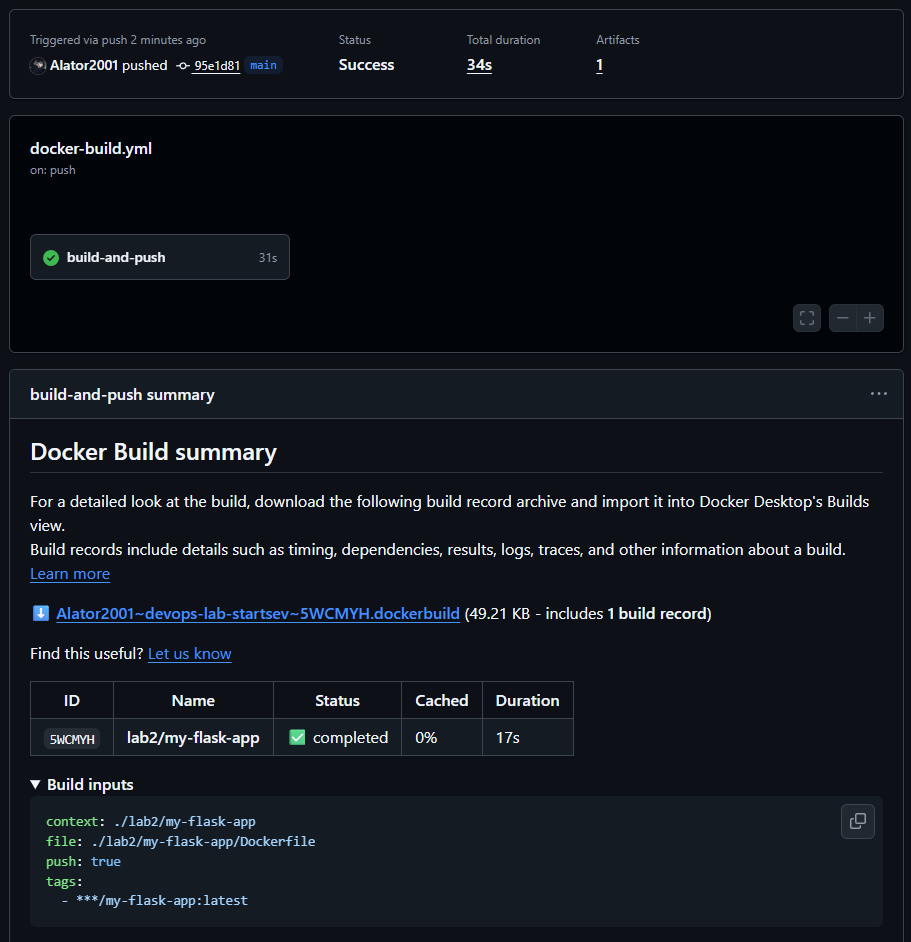 Triggered via push 2 minutes ago
Alator2001 pushed 95e1d81 main
Status
Success
Total duration
34s
Artifacts
1
docker-build.yml
on: push
build-and-push 31s
build-and-push summary
Docker Build summary
For a detailed look at the build, download the following build record archive and import it into Docker Desktop's Builds
view.
Build records include details such as timing, dependencies, results, logs, traces, and other information about a build.
Learn more
Alator2001~devops-lab-startsev~5WCMYH.dockerbuild (49.21 KB - includes 1 build record)
Find this useful? Let us know
ID Name Status Cached Duration
5WCMYH lab2/my-flask-app completed 0% 17s
Build inputs
context: ./lab2/my-flask-app
file: ./lab2/my-flask-app/Dockerfile
push: true
tags:
- ***/my-flask-app:latest